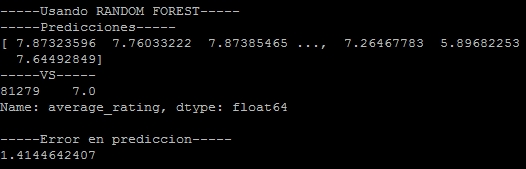 -----Usando RANDOM FOREST-----
-----Predicciones-----
[ 7.87323596  7.76033222  7.87385465 ...,  7.26467783  5.89682253
  7.64492849]
-----VS-----
81279    7.0
Name: average_rating, dtype: float64
-----Error en prediccion-----
1.4144642407